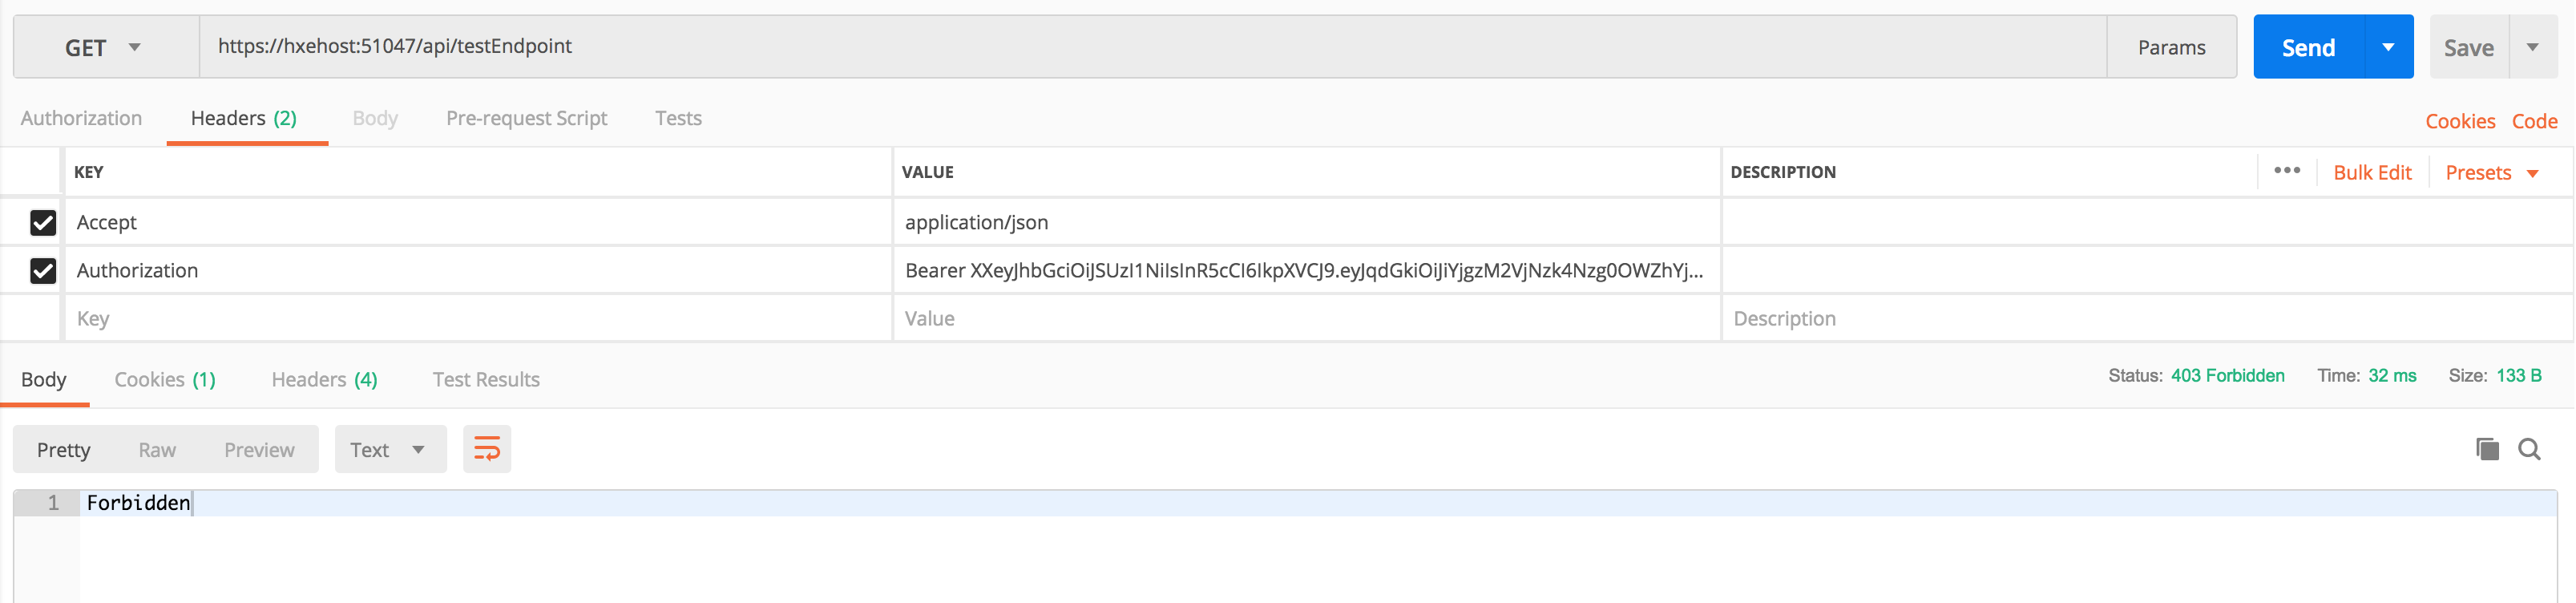 GET https://hxehost:51047/api/testEndpoint Params Send Save
Authorization Headers (2) Body Pre-request Script Tests Cookies Code
KEY VALUE DESCRIPTION ••• Bulk Edit Presets
Accept application/json
Authorization Bearer XXeyJhbGciOiJSUzI1NiIsInR5cCI6IkpXVCJ9.eyJqdGkiOiJiYjgzM2VjNzk4Nzg0OWZhYj...
Key Value Description
Body Cookies (1) Headers (4) Test Results Status: 403 Forbidden Time: 32 ms Size: 133 B
Pretty Raw Preview Text
1 Forbidden